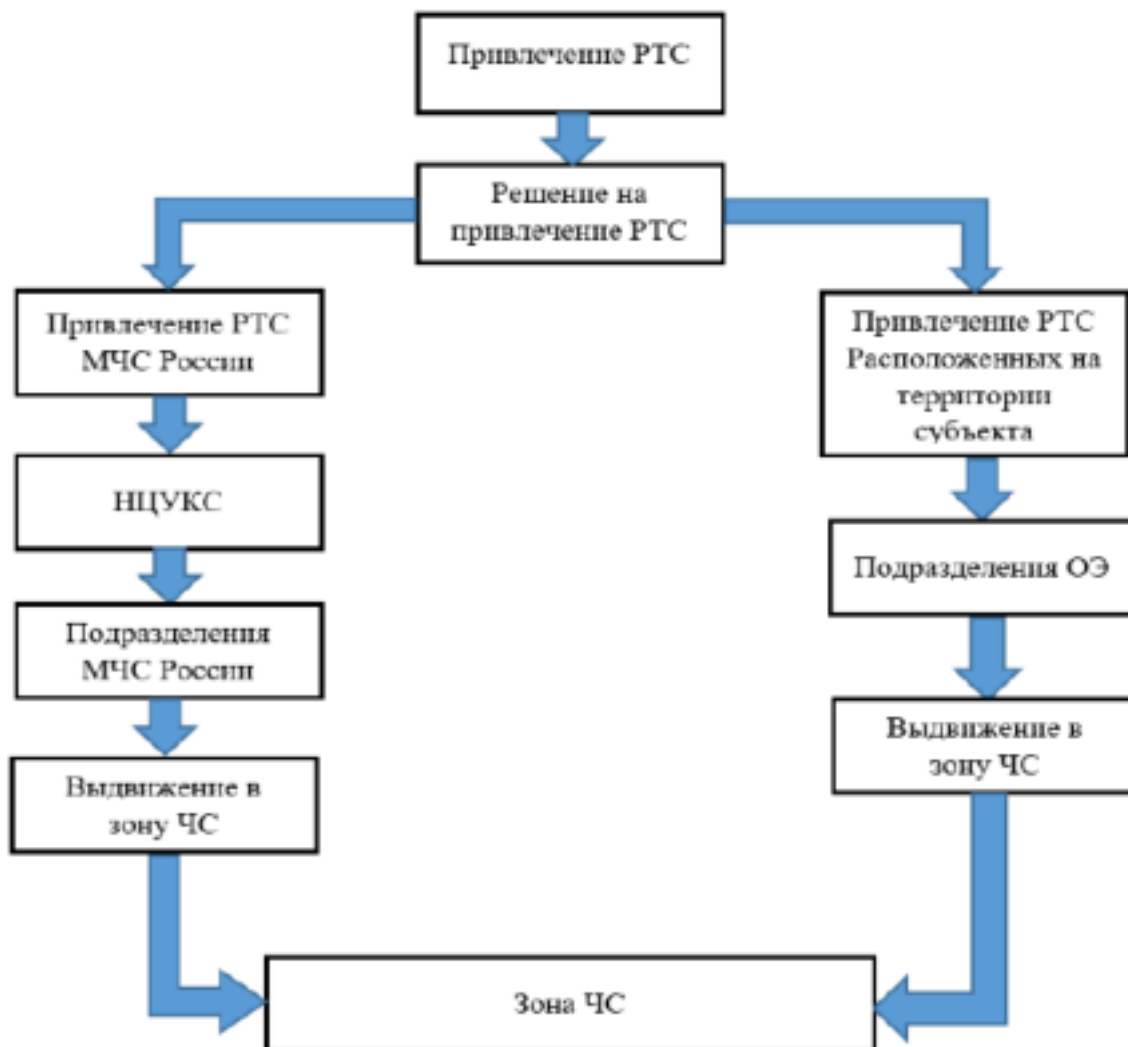 Привлечение РТС
Решение на
привлечение РТС
Привлечение РТС
МЧС России
НЦУКС
Подразделения
МЧС России
Выдвижение в
зону ЧС
Привлечение РТС
Расположенных на
территории
субъекта
Подразделения ОЭ
Выдвижение в
зону ЧС
Зона ЧС